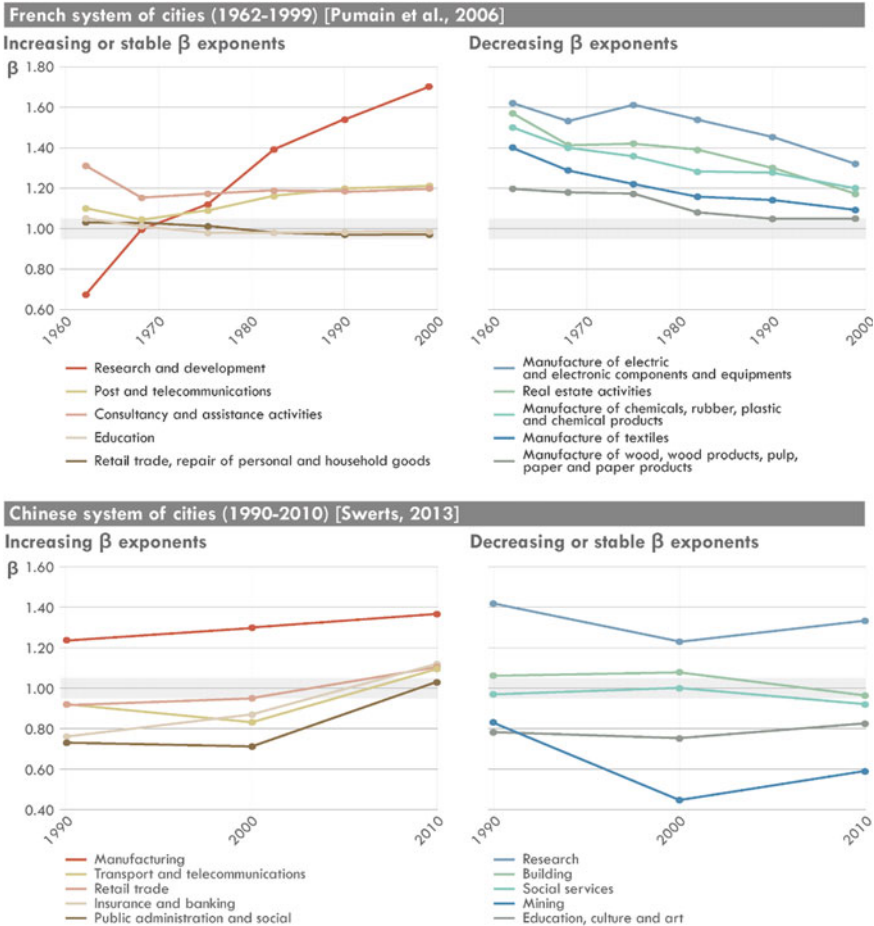 French system of cities (1962-1999) [Pumain et al., 2006]
Increasing or stable β exponents
β
1.80
1.60
1.40
1.20
1.00
0.80
0.60
1960
1970
1980
1990
2000
Research and development
Post and telecommunications
Consultancy and assistance activities
Education
Retail trade, repair of personal and household goods
Decreasing β exponents
1960
1970
1980
1990
2000
Manufacture of electric
and electronic components and equipments
Real estate activities
Manufacture of chemicals, rubber, plastic
and chemical products
Manufacture of textiles
Manufacture of wood, wood products, pulp,
paper and paper products
Chinese system of cities (1990-2010) [Swerts, 2013]
Increasing β exponents
β
1.60
1.40
1.20
1.00
0.80
0.60
0.40
1990
2000
2010
Manufacturing
Transport and telecommunications
Retail trade
Insurance and banking
Public administration and social
Decreasing or stable β exponents
1990
2000
2010
Research
Building
Social services
Mining
Education, culture and art